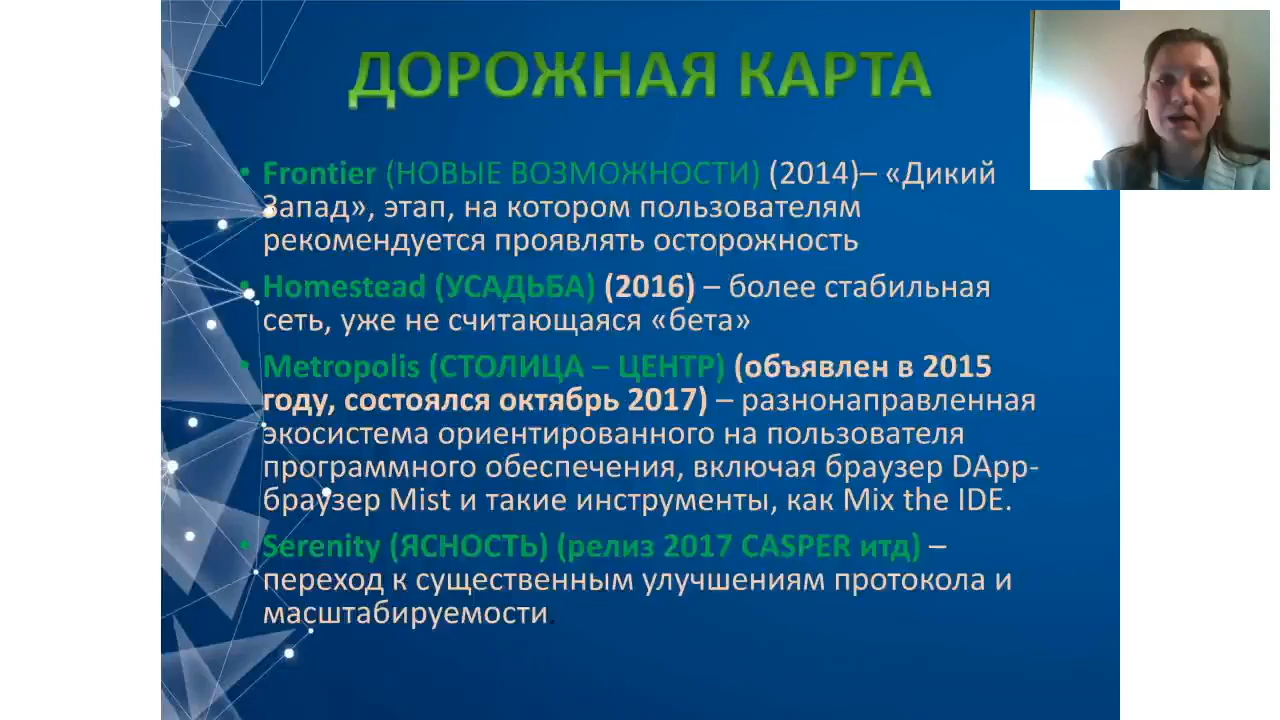 ДОРОЖНАЯ КАРТА
• Frontier (НОВЫЕ ВОЗМОЖНОСТИ) (2014)– «Дикий
Запад», этап, на котором пользователям
рекомендуется проявлять осторожность
• Homestead (УСАДЬБА) (2016) – более стабильная
сеть, уже не считающаяся «бета»
• Metropolis (СТОЛИЦА – ЦЕНТР) (объявлен в 2015
году, состоялся октябрь 2017) – разнонаправленная
экосистема ориентированного на пользователя
программного обеспечения, включая браузер DApp-
браузер Mist и такие инструменты, как Mix the IDE.
• Serenity (ЯСНОСТЬ) (релиз 2017 CASPER итд) –
переход к существенным улучшениям протокола и
масштабируемости.